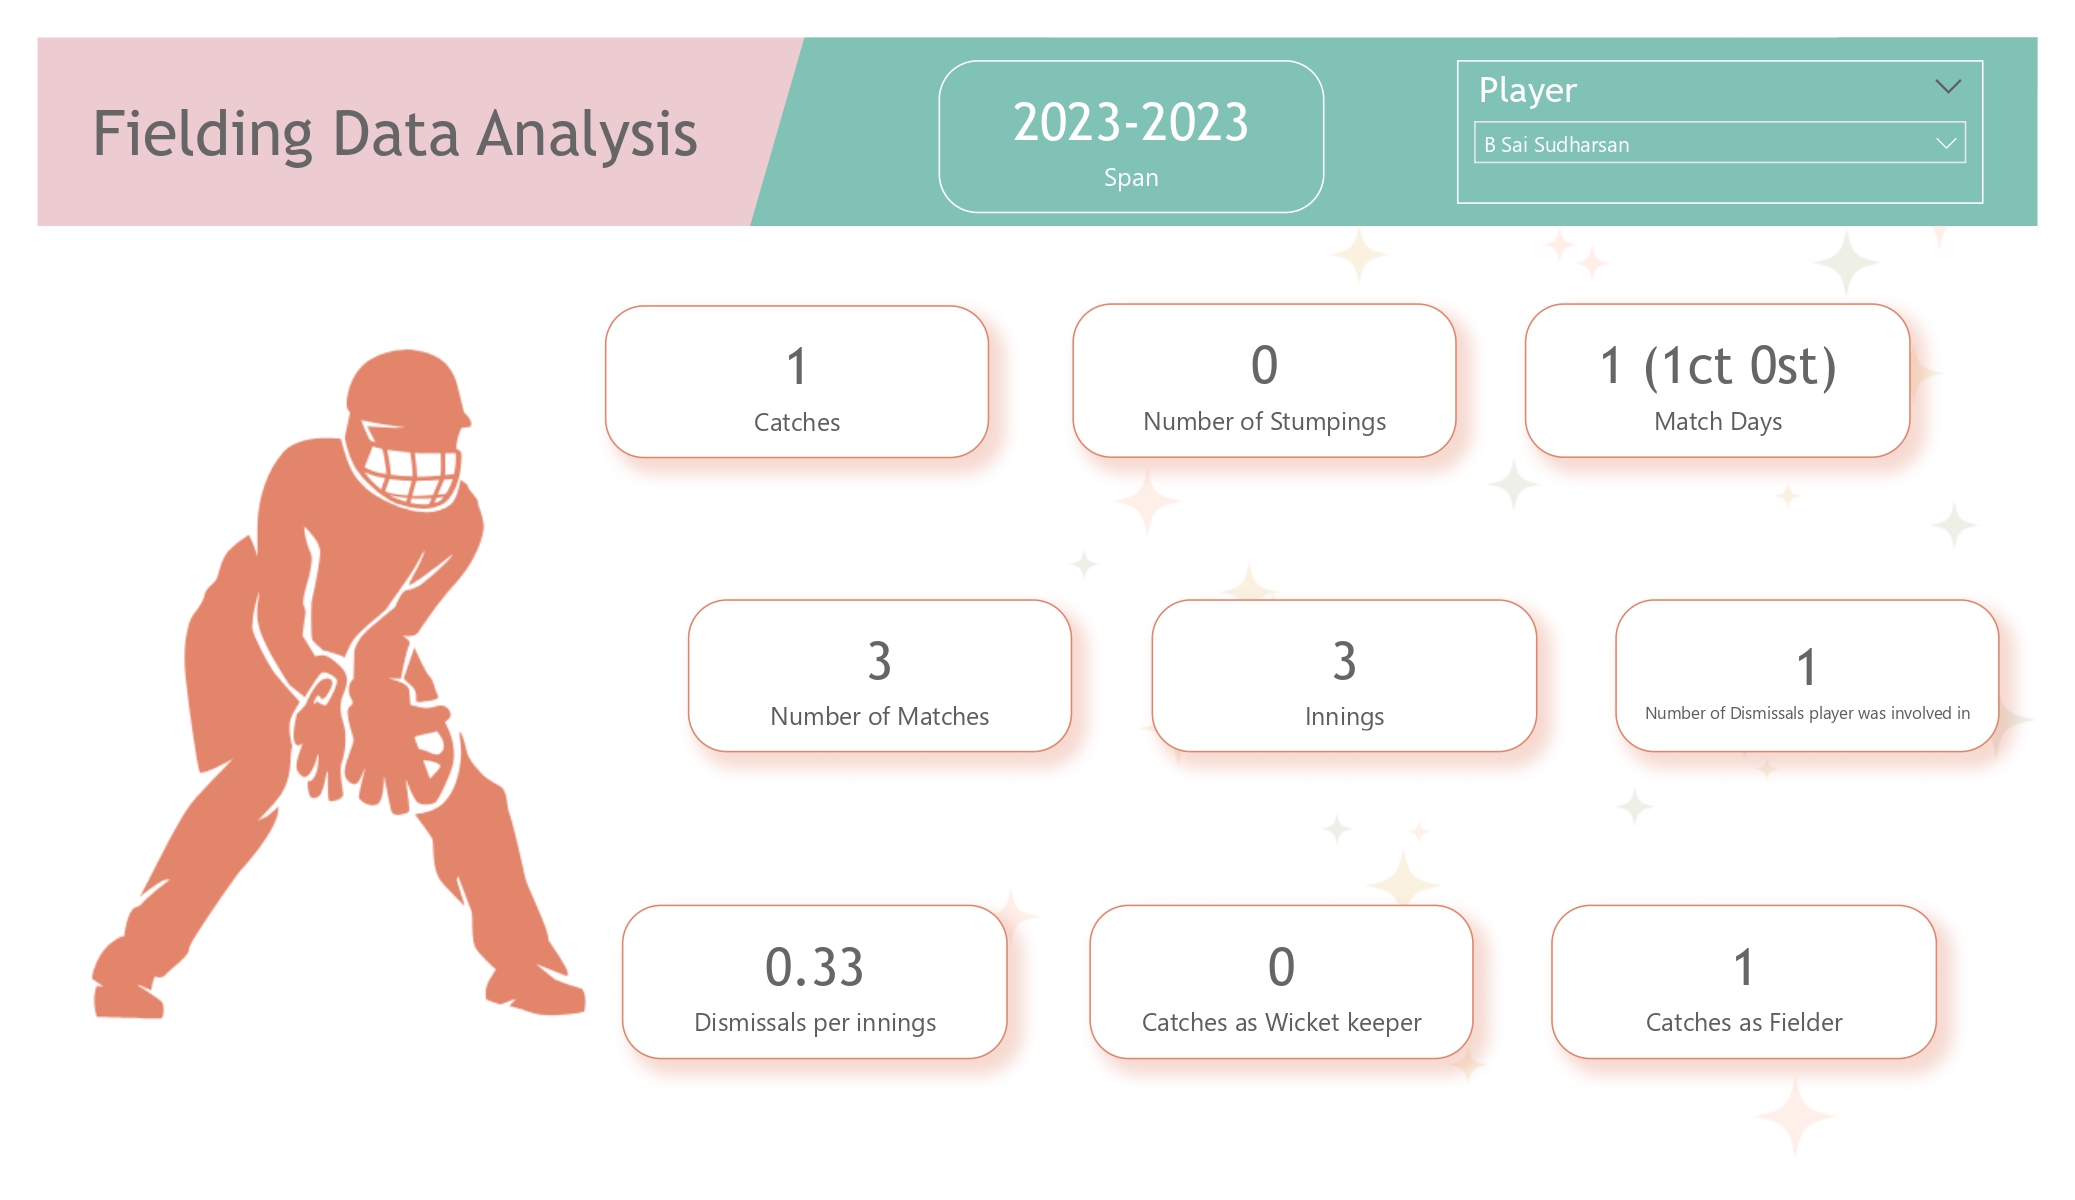 Fielding Data Analysis
2023-2023
Span
Player
B Sai Sudharsan
1
Catches
0
Number of Stumpings
1 (1ct 0st)
Match Days
3
Number of Matches
3
Innings
1
Number of Dismissals player was involved in
0.33
Dismissals per innings
0
Catches as Wicket keeper
1
Catches as Fielder